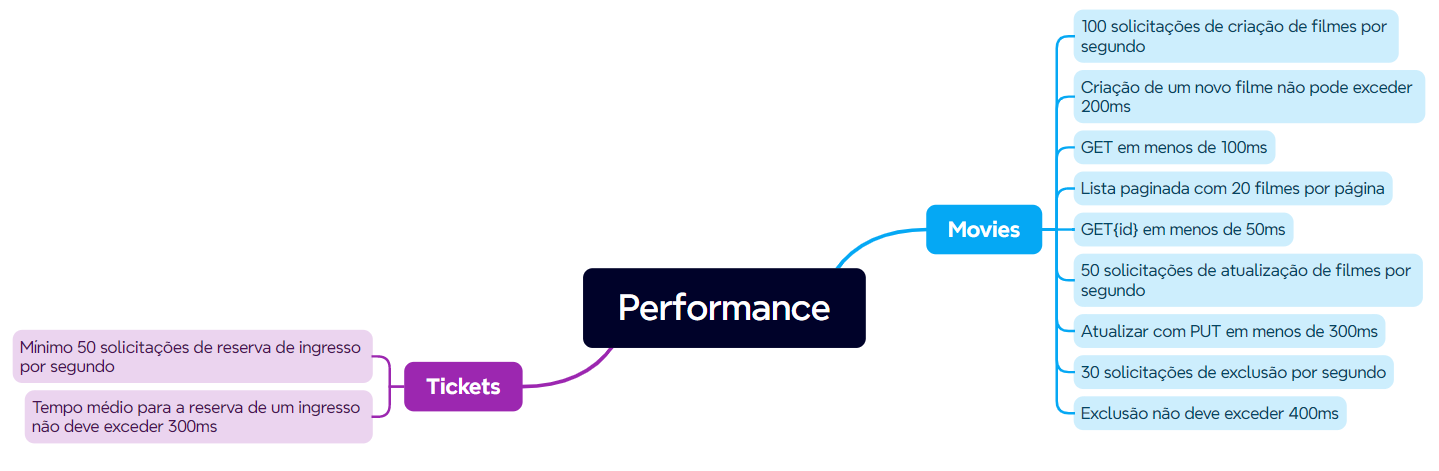 Performance
Movies
100 solicitações de criação de filmes por
segundo
Criação de um novo filme não pode exceder
200ms
GET em menos de 100ms
Lista paginada com 20 filmes por página
GET{id} em menos de 50ms
50 solicitações de atualização de filmes por
segundo
Atualizar com PUT em menos de 300ms
30 solicitações de exclusão por segundo
Exclusão não deve exceder 400ms
Tickets
Mínimo 50 solicitações de reserva de ingresso
por segundo
Tempo médio para a reserva de um ingresso
não deve exceder 300ms